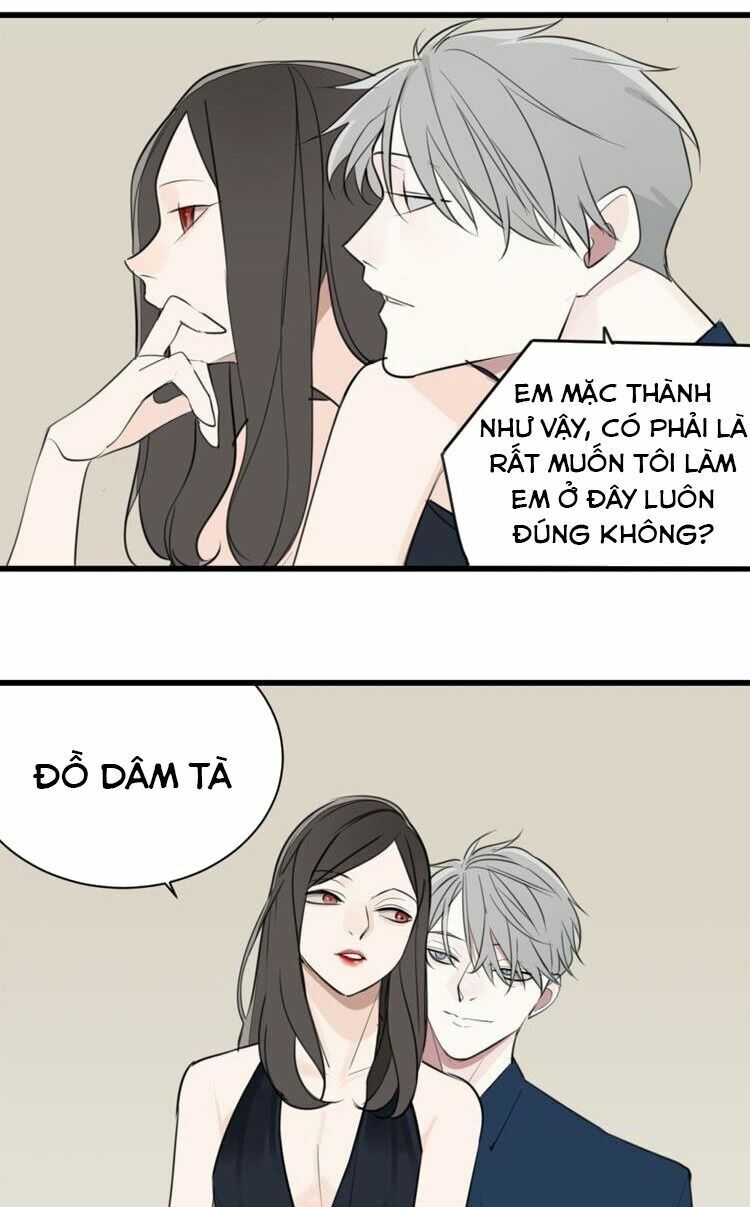 EM MẶC THÀNH
NHƯ VẬY, CÓ PHẢI LÀ
RẤT MUỐN TÔI LÀM
EM Ở ĐÂY LUÔN
ĐÚNG KHÔNG?
ĐỒ DÂM TÀ